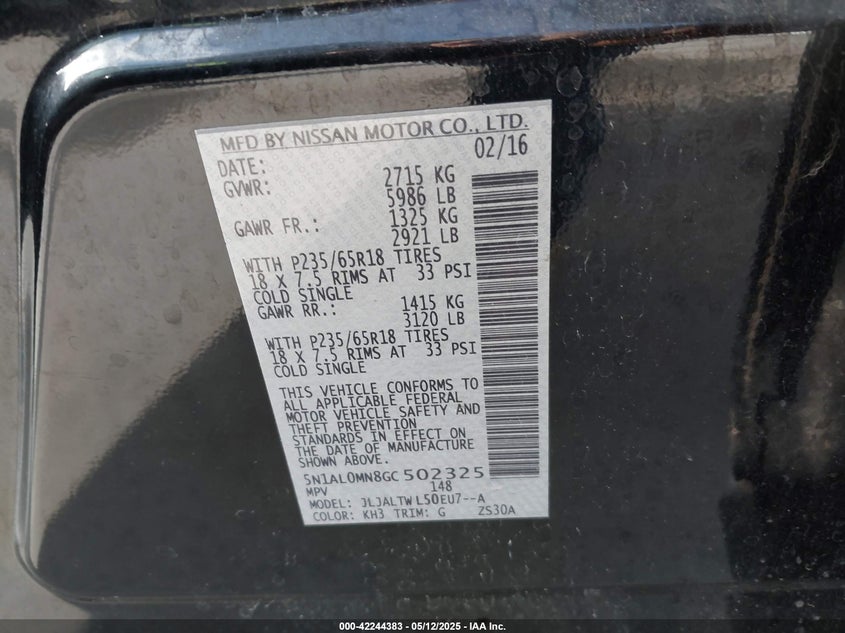 MFD BY NISSAN MOTOR CO., LTD.
DATE: 02/16
GVWR: 2715 KG
5986 LB
GAWR FR.: 1325 KG
2921 LB
WITH P235/65R18 TIRES
18 X 7.5 RIMS AT 33 PSI
COLD SINGLE
GAWR RR.: 1415 KG
3120 LB
WITH P235/65R18 TIRES
18 X 7.5 RIMS AT 33 PSI
COLD SINGLE
THIS VEHICLE CONFORMS TO
ALL APPLICABLE FEDERAL
MOTOR VEHICLE SAFETY AND
THEFT PREVENTION
STANDARDS IN EFFECT ON
THE DATE OF MANUFACTURE
SHOWN ABOVE.
5N1AL0MN8GC502325
MPV 148
MODEL: JLJALTWL50EU7--A
COLOR: KH3 TRIM: G ZS30A
000-42244383 - 05/12/2025 - IAA Inc.